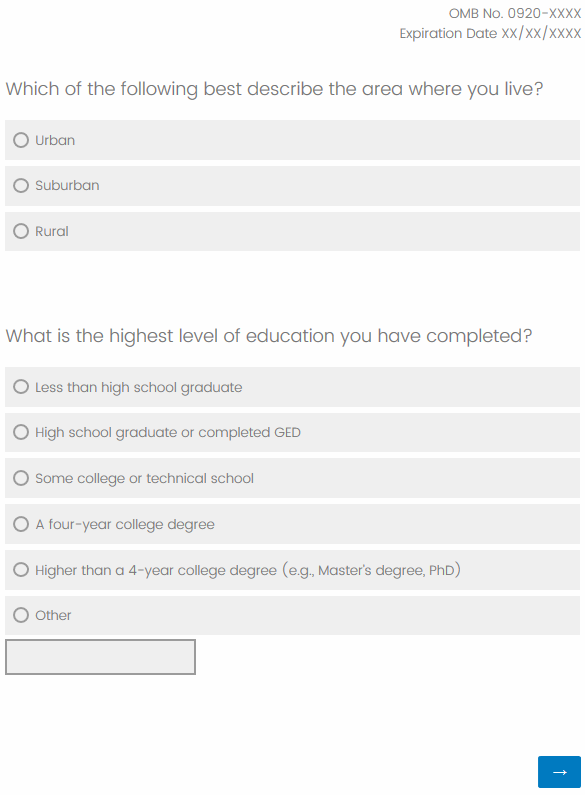 OMB No. 0920-XXXX
Expiration Date XX/XX/XXXX
Which of the following best describe the area where you live?
Urban
Suburban
Rural
What is the highest level of education you have completed?
Less than high school graduate
High school graduate or completed GED
Some college or technical school
A four-year college degree
Higher than a 4-year college degree (e.g., Master's degree, PhD)
Other
→